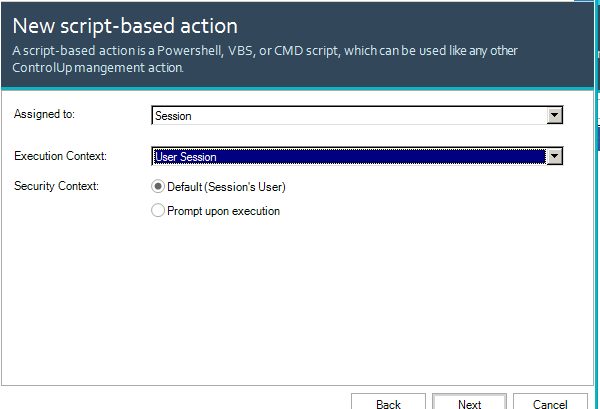 New script-based action
A script-based action is a Powershell, VBS, or CMD script, which can be used like any other
ControlUp mangement action.
Assigned to:
Session
Execution Context:
User Session
Security Context:
Default (Session's User)
Prompt upon execution
Back
Next
Cancel